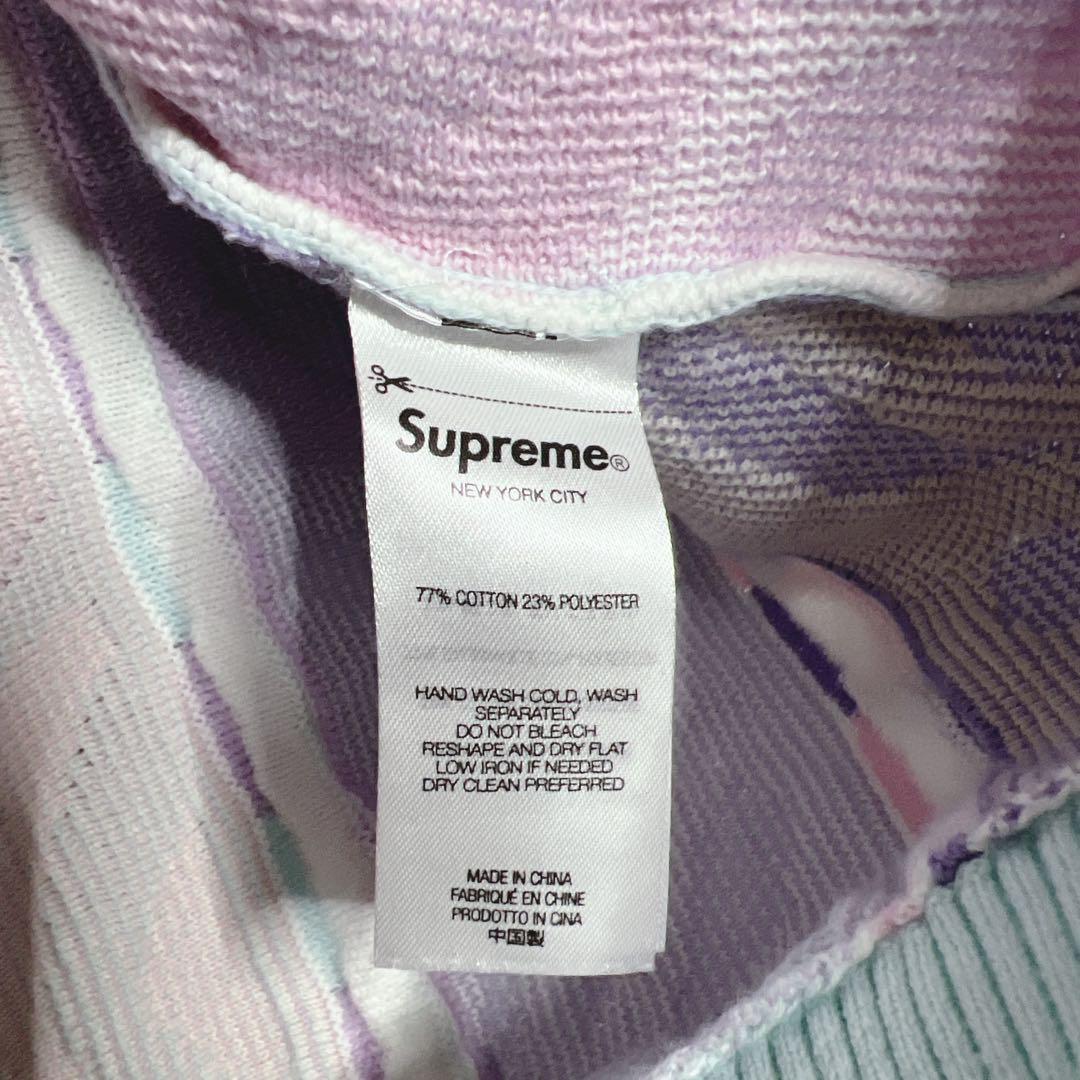 Supreme®
NEW YORK CITY
77% COTTON 23% POLYESTER
HAND WASH COLD, WASH
SEPARATELY
DO NOT BLEACH
RESHAPE AND DRY FLAT
LOW IRON IF NEEDED
DRY CLEAN PREFERRED
MADE IN CHINA
FABRIQUÉ EN CHINE
PRODOTTO IN CINA
中国製